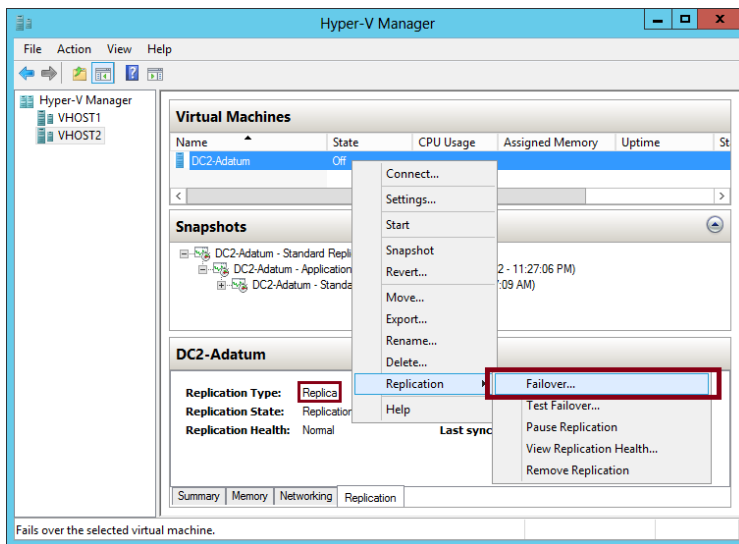 Hyper-V Manager
File Action View Help
Hyper-V Manager
VHOST1
VHOST2
Virtual Machines
Name State CPU Usage Assigned Memory Uptime St
DC2-Adatum Off
Connect...
Settings...
Start
Snapshot
Revert...
Move...
Export...
Rename...
Delete...
Replication
Help
Failover...
Test Failover...
Pause Replication
View Replication Health...
Remove Replication
Snapshots
DC2-Adatum - Standard Repli
DC2-Adatum - Application 2 - 11:27:06 PM)
DC2-Adatum - Standa :09 AM)
DC2-Adatum
Replication Type: Replica
Replication State: Replication
Replication Health: Normal Last sync
Summary Memory Networking Replication
Fails over the selected virtual machine.